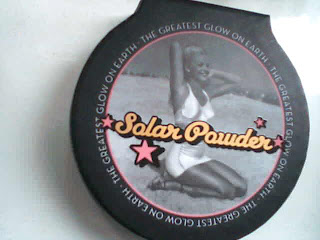 THE GREATEST GLOW ON EARTH · THE GREATEST GLOW ON EARTH · THE GREATEST GLOW ON EARTH · THE GREATEST GLOW ON EARTH ·
Solar Powder